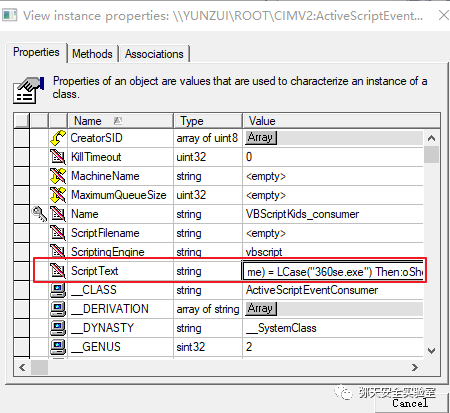 View instance properties: \\YUNZUI\ROOT\CIMV2:ActiveScriptEvent...
Properties Methods Associations
Properties of an object are values that are used to characterize an instance of a
class.
Name Type Value
CreatorSID array of uint8 Array
KillTimeout uint32 0
MachineName string <empty>
MaximumQueueSize uint32 <empty>
Name string VBScriptKids_consumer
ScriptFilename string <empty>
ScriptingEngine string vbscript
ScriptText string me) = LCase("360se.exe") Then:oShe
__CLASS string ActiveScriptEventConsumer
__DERIVATION array of string Array
__DYNASTY string __SystemClass
__GENUS sint32 2
弥天安全实验室
Cancel